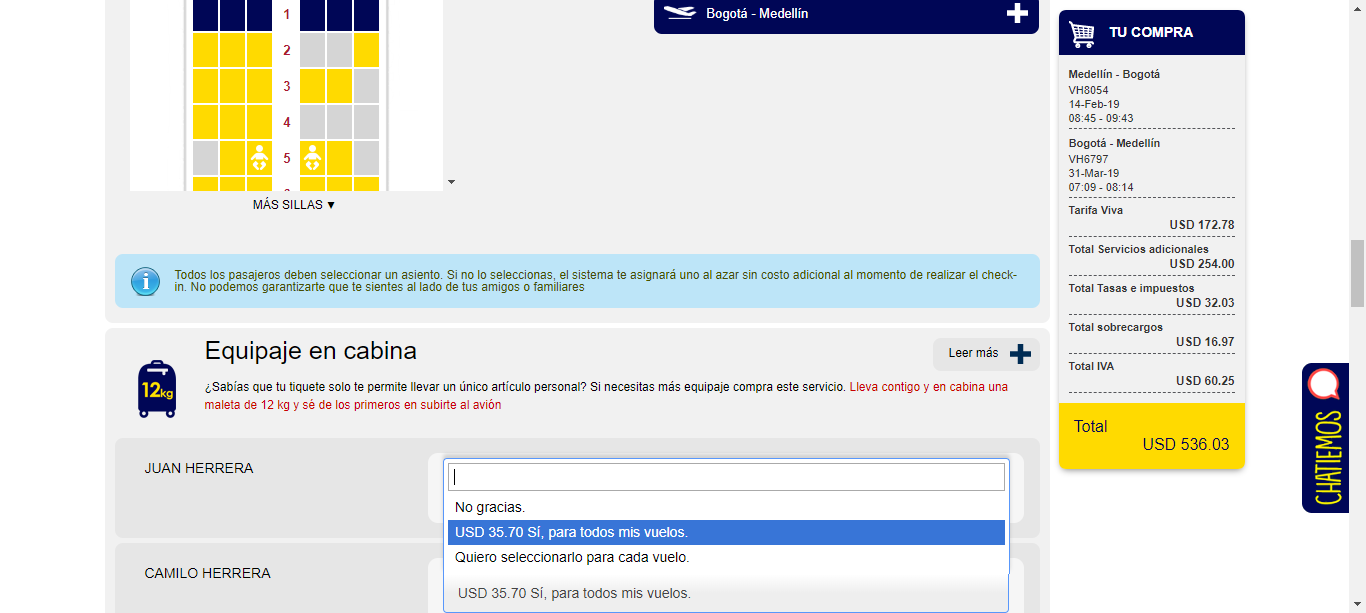 1
Bogotá - Medellín
2
3
4
5
MÁS SILLAS ▼
Todos los pasajeros deben seleccionar un asiento. Si no lo seleccionas, el sistema te asignará uno al azar sin costo adicional al momento de realizar el check-
in. No podemos garantizarte que te sientes al lado de tus amigos o familiares
Equipaje en cabina
Leer más
12kg
¿Sabías que tu tiquete solo te permite llevar un único artículo personal? Si necesitas más equipaje compra este servicio. Lleva contigo y en cabina una
maleta de 12 kg y sé de los primeros en subirte al avión
JUAN HERRERA
No gracias.
USD 35.70 Sí, para todos mis vuelos.
Quiero seleccionarlo para cada vuelo.
CAMILO HERRERA
USD 35.70 Sí, para todos mis vuelos.
TU COMPRA
Medellín - Bogotá
VH8054
14-Feb-19
08:45 - 09:43
Bogotá - Medellín
VH6797
31-Mar-19
07:09 - 08:14
Tarifa Viva
USD 172.78
Total Servicios adicionales
USD 254.00
Total Tasas e impuestos
USD 32.03
Total sobrecargos
USD 16.97
Total IVA
USD 60.25
Total
USD 536.03
CHATIEMOS